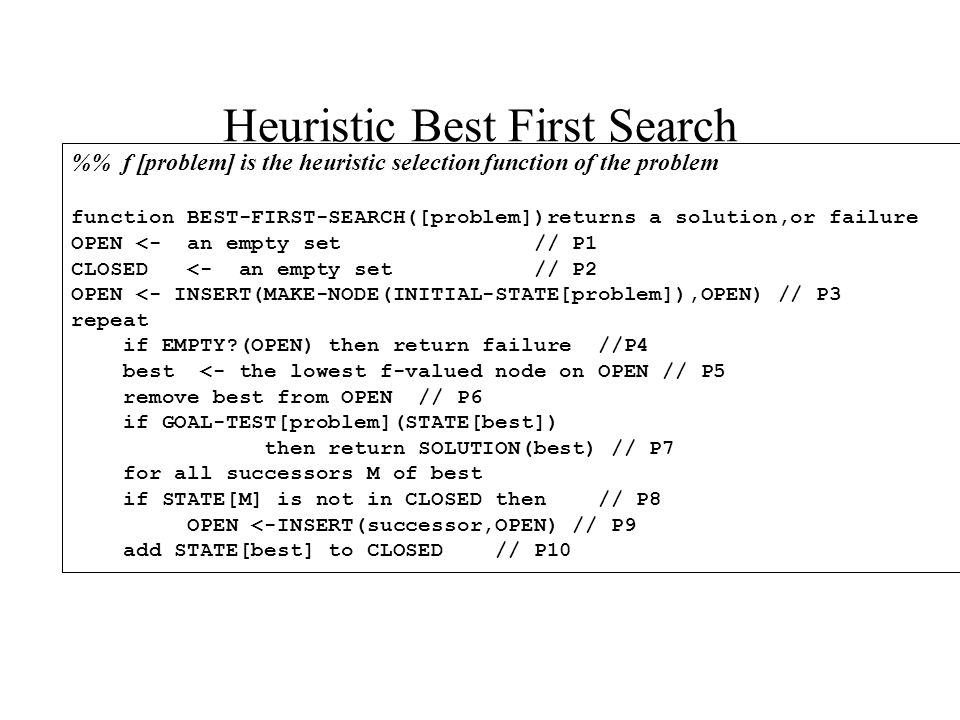 Heuristic Best First Search
%% f [problem] is the heuristic selection function of the problem
function BEST-FIRST-SEARCH([problem])returns a solution,or failure
OPEN <- an empty set // P1
CLOSED <- an empty set // P2
OPEN <- INSERT(MAKE-NODE(INITIAL-STATE[problem]),OPEN) // P3
repeat
if EMPTY?(OPEN) then return failure //P4
best <- the lowest f-valued node on OPEN // P5
remove best from OPEN // P6
if GOAL-TEST[problem](STATE[best])
then return SOLUTION(best) // P7
for all successors M of best
if STATE[M] is not in CLOSED then // P8
OPEN <-INSERT(successor,OPEN) // P9
add STATE[best] to CLOSED // P10